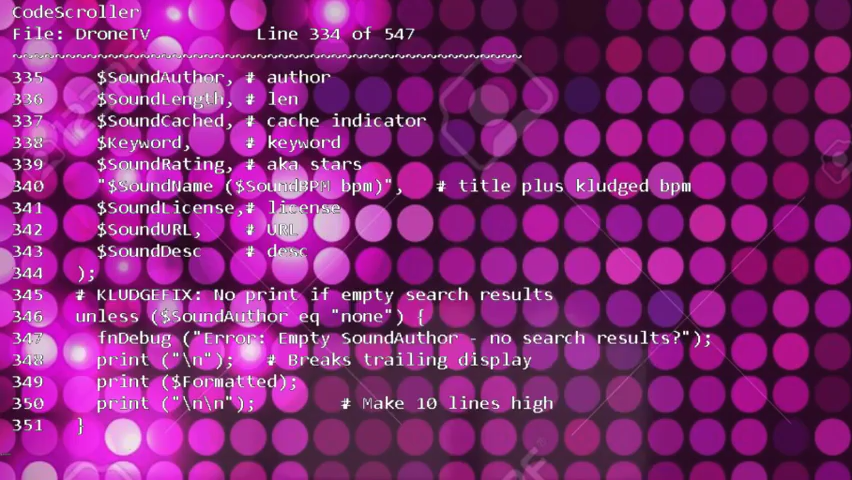 CodeScroller
File: DroneTV Line 334 of 547
~~~~~~~~~~~~~~~~~~~~~~~~~~~~~~~~~~~~~~~~~~~~~~~~
335 $SoundAuthor, # author
336 $SoundLength, # len
337 $SoundCached, # cache indicator
338 $Keyword, # keyword
339 $SoundRating, # aka stars
340 "$SoundName ($SoundBPM bpm)", # title plus kludged bpm
341 $SoundLicense,# license
342 $SoundURL, # URL
343 $SoundDesc # desc
344 );
345 # KLUDGEFIX: No print if empty search results
346 unless ($SoundAuthor eq "none") {
347 fnDebug ("Error: Empty SoundAuthor - no search results?");
348 print ("\n"); # Breaks trailing display
349 print ($Formatted);
350 print ("\n\n"); # Make 10 lines high
351 }